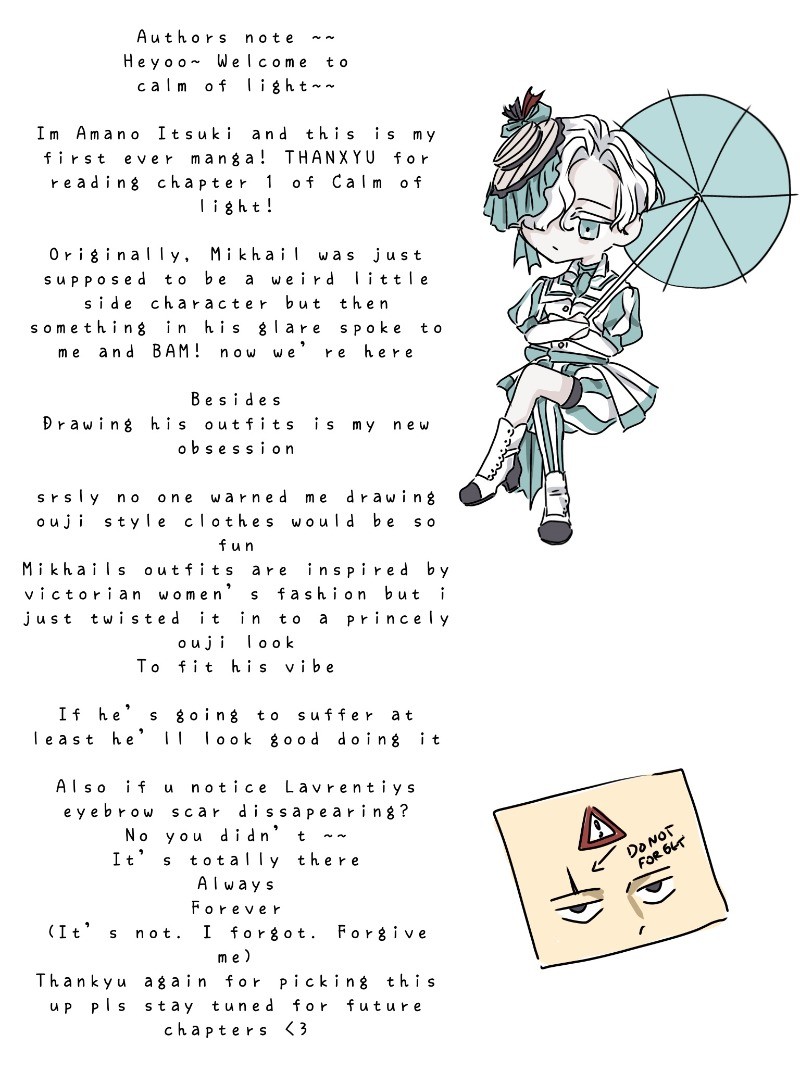 Authors note ~~
Heyoo~ Welcome to
calm of light~~
Im Amano Itsuki and this is my
first ever manga! THANXYU for
reading chapter 1 of Calm of
light!
Originally, Mikhail was just
supposed to be a weird little
side character but then
something in his glare spoke to
me and BAM! now we're here
Besides
Drawing his outfits is my new
obsession
srsly no one warned me drawing
ouji style clothes would be so
fun
Mikhails outfits are inspired by
victorian women's fashion but i
just twisted it in to a princely
ouji look
To fit his vibe
If he's going to suffer at
least he'll look good doing it
Also if u notice Lavrentiys
eyebrow scar dissapearing?
No you didn't ~~
It's totally there
Always
Forever
(It's not. I forgot. Forgive
me)
Thankyu again for picking this
up pls stay tuned for future
chapters <3
!
DO NOT
FORGET